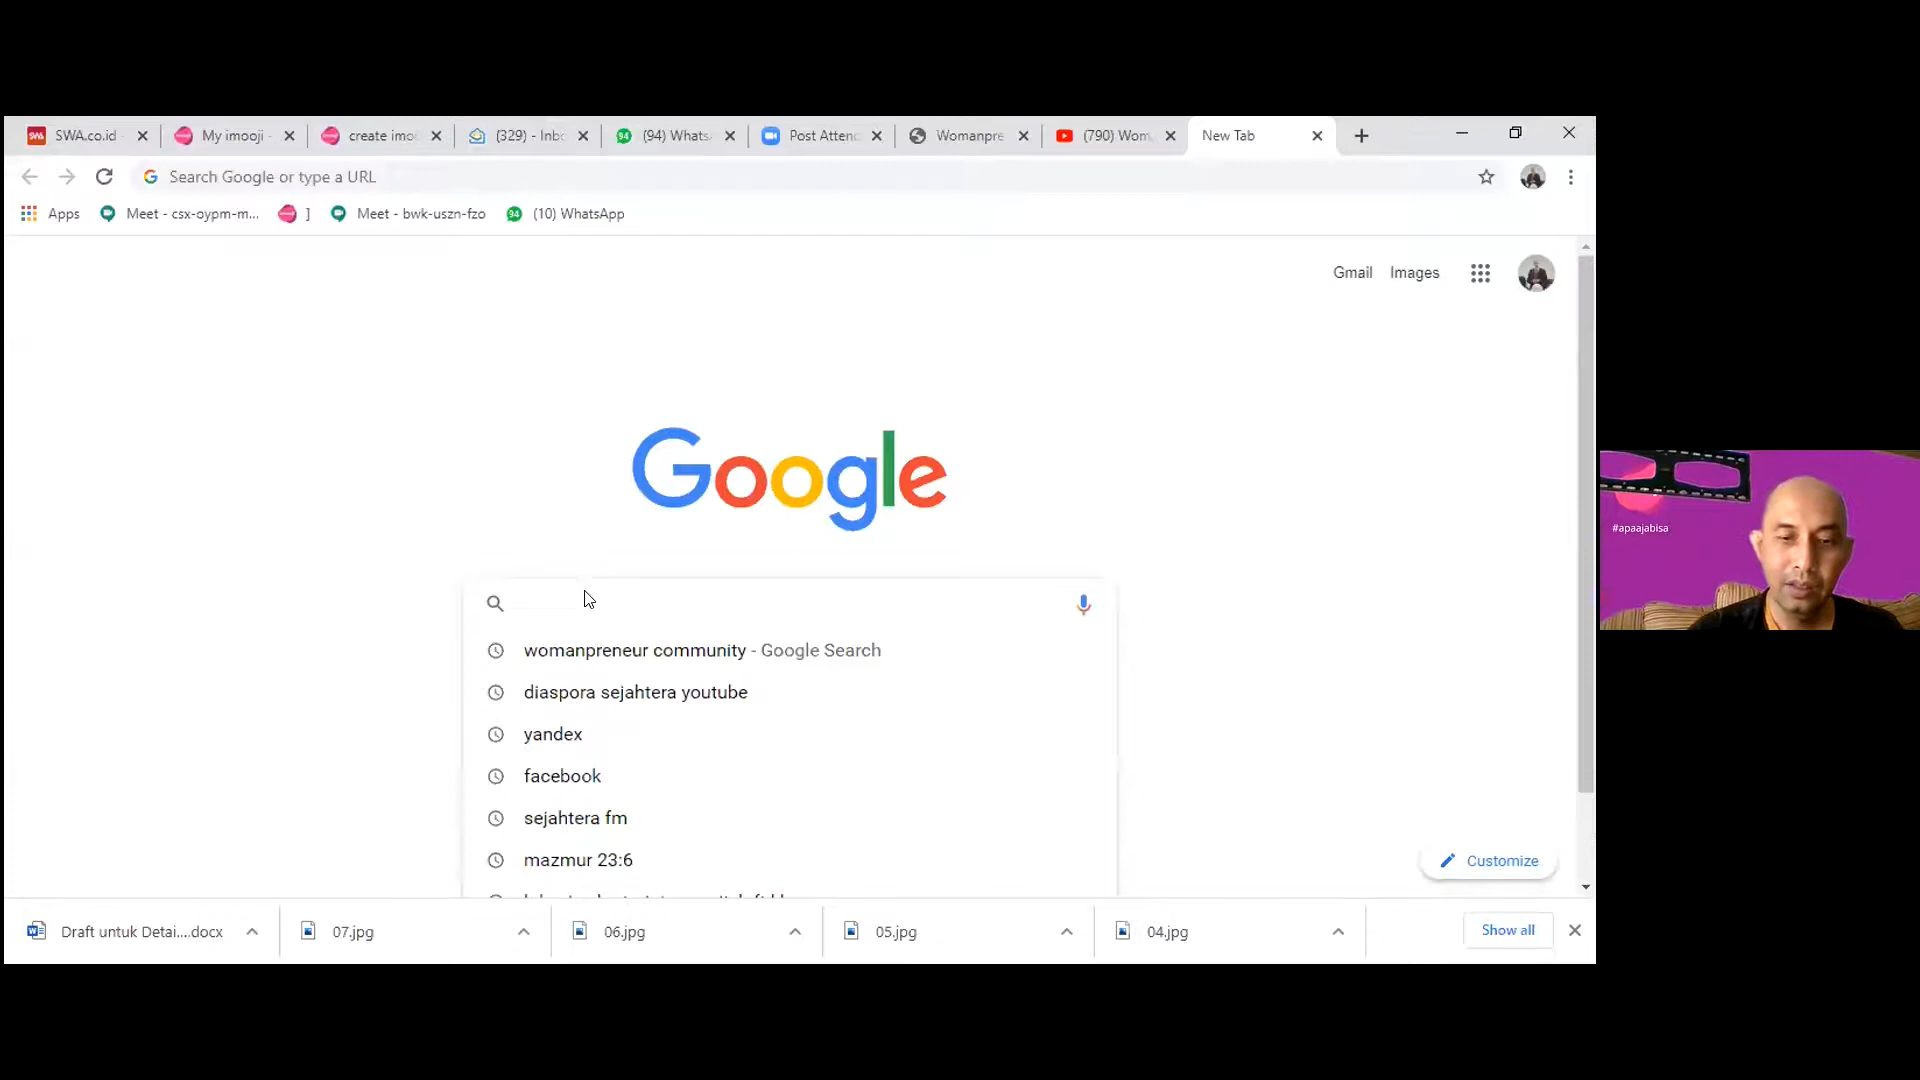 SWA.co.id
My imooji -
create imo
(329) - Inb
(94) Whats
Post Atten
Womanpre
(790) Wom
New Tab
Search Google or type a URL
Apps
Meet - csx-oypm-m...
]
Meet - bwk-uszn-fzo
94
(10) WhatsApp
Gmail
Images
Google
#apaajabisa
womanpreneur community - Google Search
diaspora sejahtera youtube
yandex
facebook
sejahtera fm
mazmur 23:6
Customize
Draft untuk Detai....docx
07.jpg
06.jpg
05.jpg
04.jpg
Show all